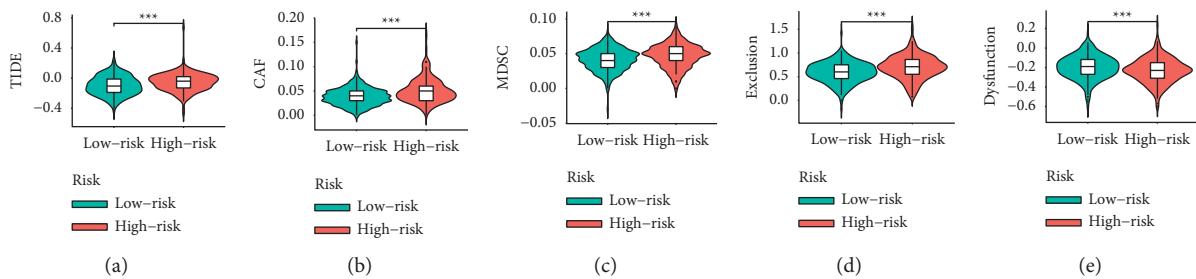 TIDE
0.8
0.4
0.0
−0.4
***
Low−risk High−risk
Risk
Low−risk
High−risk
(a)
CAF
0.20
0.15
0.10
0.05
0.00
***
Low−risk High−risk
Risk
Low−risk
High−risk
(b)
MDSC
0.10
0.05
0.00
−0.05
***
Low−risk High−risk
Risk
Low−risk
High−risk
(c)
Exclusion
1.5
1.0
0.5
0.0
***
Low−risk High−risk
Risk
Low−risk
High−risk
(d)
Dysfunction
0.2
0.0
−0.2
−0.4
−0.6
***
Low−risk High−risk
Risk
Low−risk
High−risk
(e)